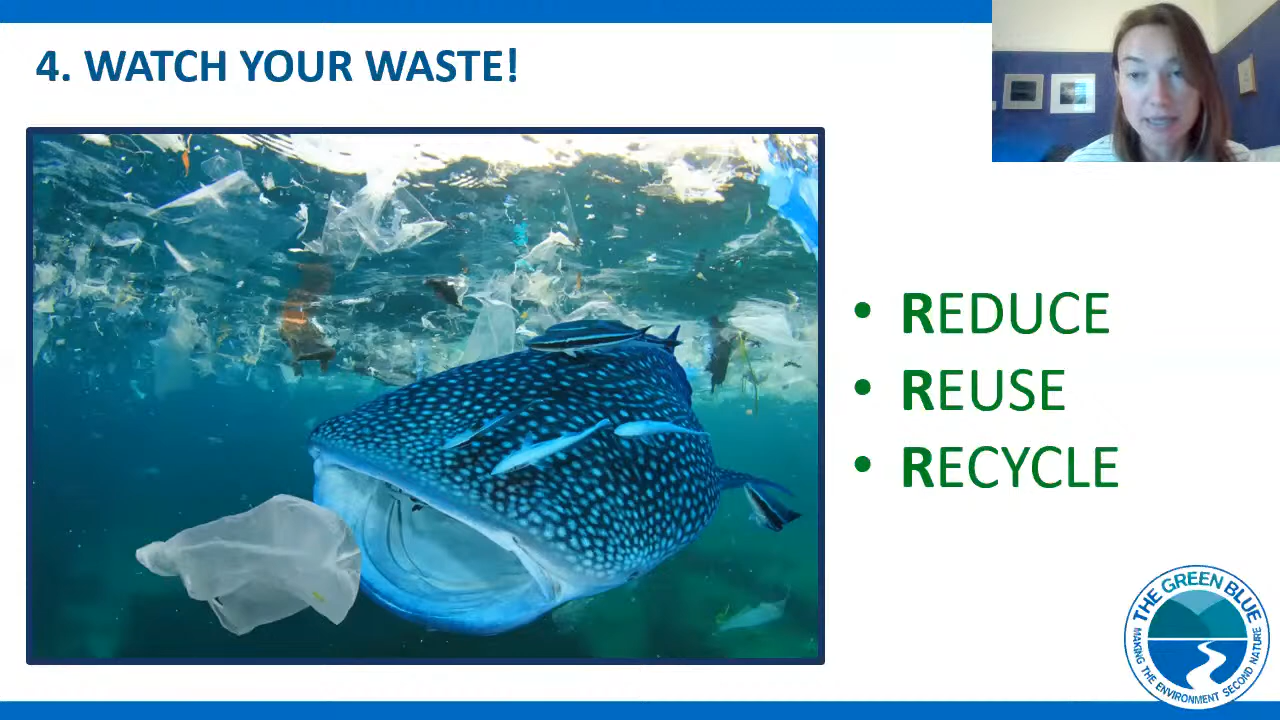 4. WATCH YOUR WASTE!
• REDUCE
• REUSE
• RECYCLE
THE GREEN BLUE
MAKING THE ENVIRONMENT SECOND NATURE